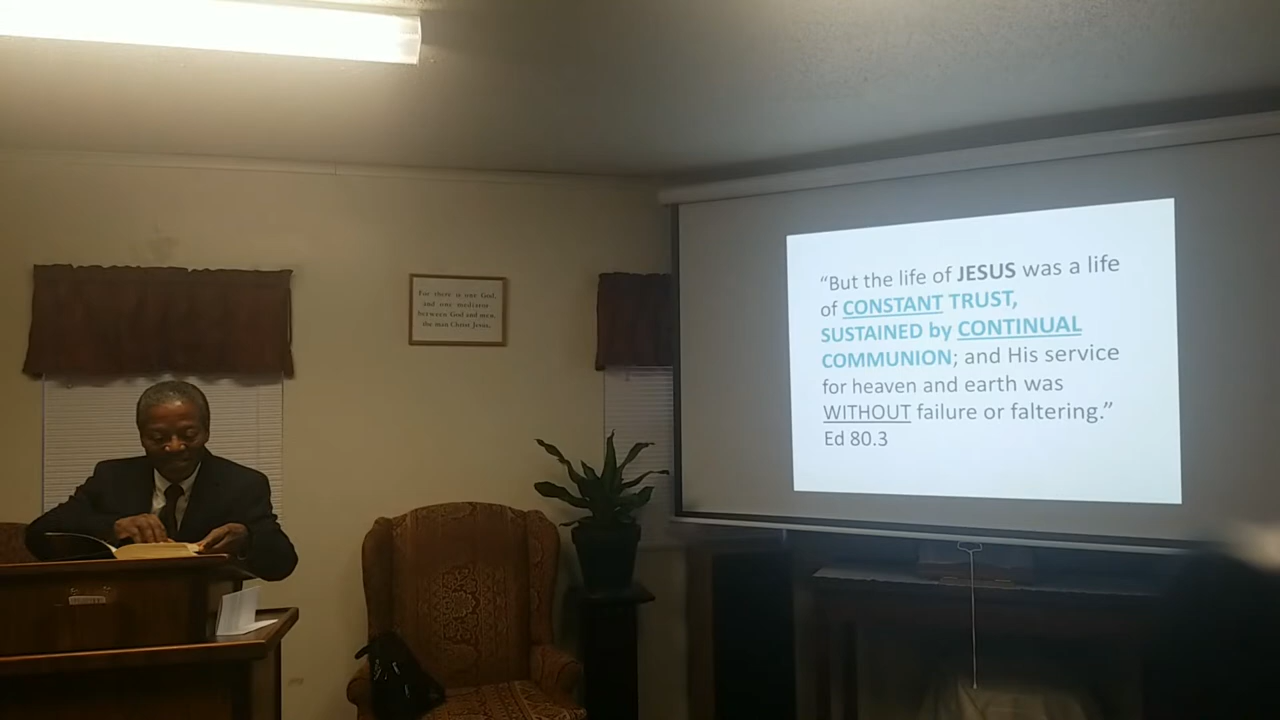 For there is one God,
and one mediator
between God and men,
the man Christ Jesus,
“But the life of JESUS was a life
of CONSTANT TRUST,
SUSTAINED by CONTINUAL
COMMUNION; and His service
for heaven and earth was
WITHOUT failure or faltering.”
Ed 80.3